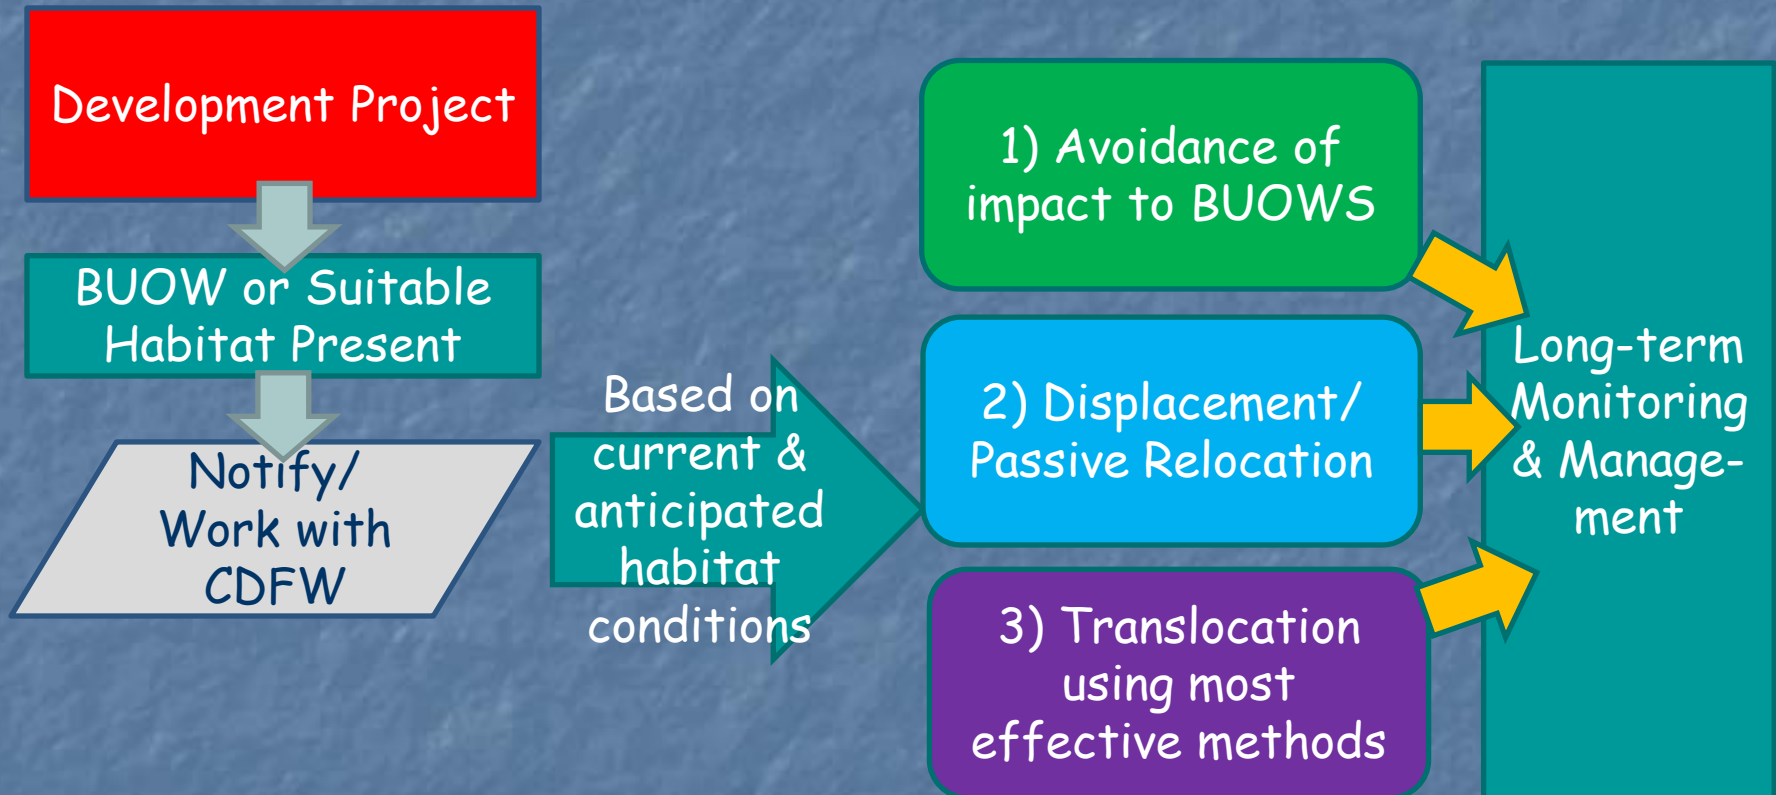 Development Project
BUOW or Suitable
Habitat Present
Notify/
Work with
CDFW
Based on
current &
anticipated
habitat
conditions
1) Avoidance of
impact to BUOWS
2) Displacement/
Passive Relocation
3) Translocation
using most
effective methods
Long-term
Monitoring
& Manage-
ment